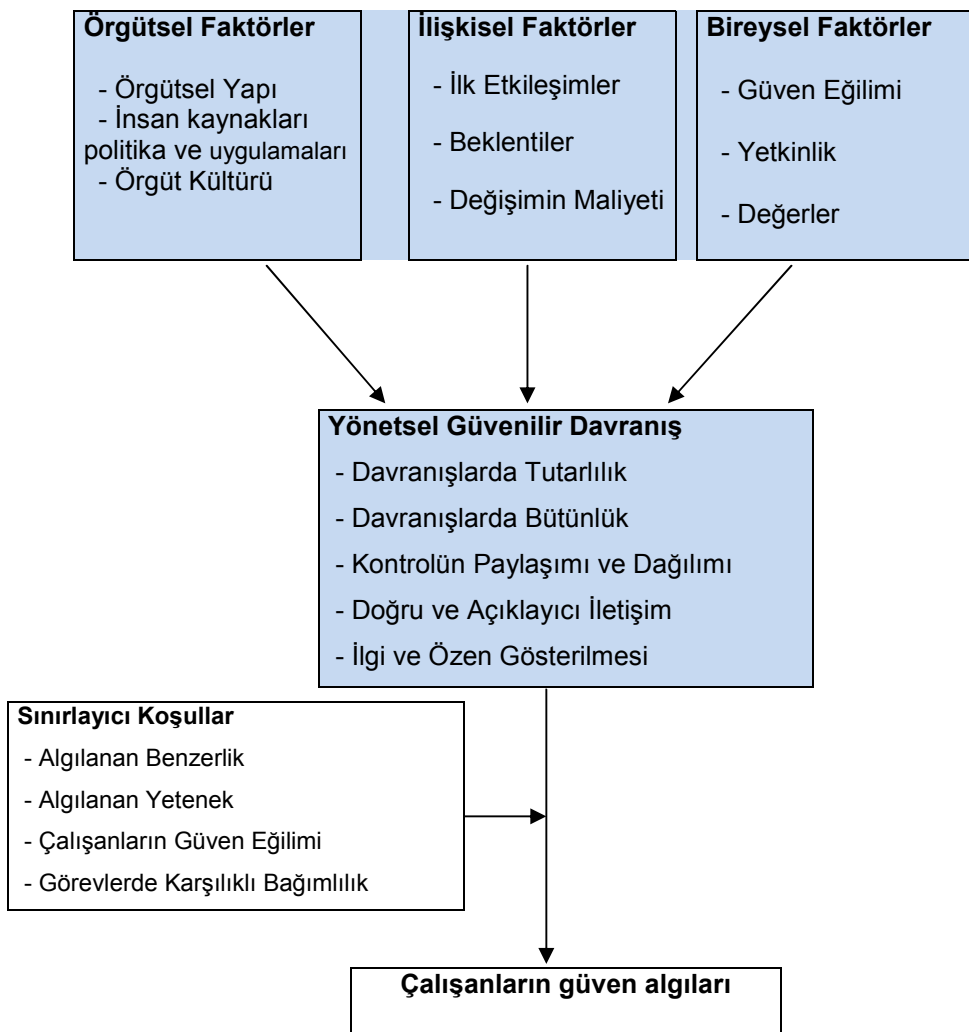 Örgütsel Faktörler
- Örgütsel Yapı
- İnsan kaynakları
politika ve uygulamaları
- Örgüt Kültürü
İlişkisel Faktörler
- İlk Etkileşimler
- Beklentiler
- Değişimin Maliyeti
Bireysel Faktörler
- Güven Eğilimi
- Yetkinlik
- Değerler
Yönetsel Güvenilir Davranış
- Davranışlarda Tutarlılık
- Davranışlarda Bütünlük
- Kontrolün Paylaşımı ve Dağılımı
- Doğru ve Açıklayıcı İletişim
- İlgi ve Özen Gösterilmesi
Sınırlayıcı Koşullar
- Algılanan Benzerlik
- Algılanan Yetenek
- Çalışanların Güven Eğilimi
- Görevlerde Karşılıklı Bağımlılık
Çalışanların güven algıları